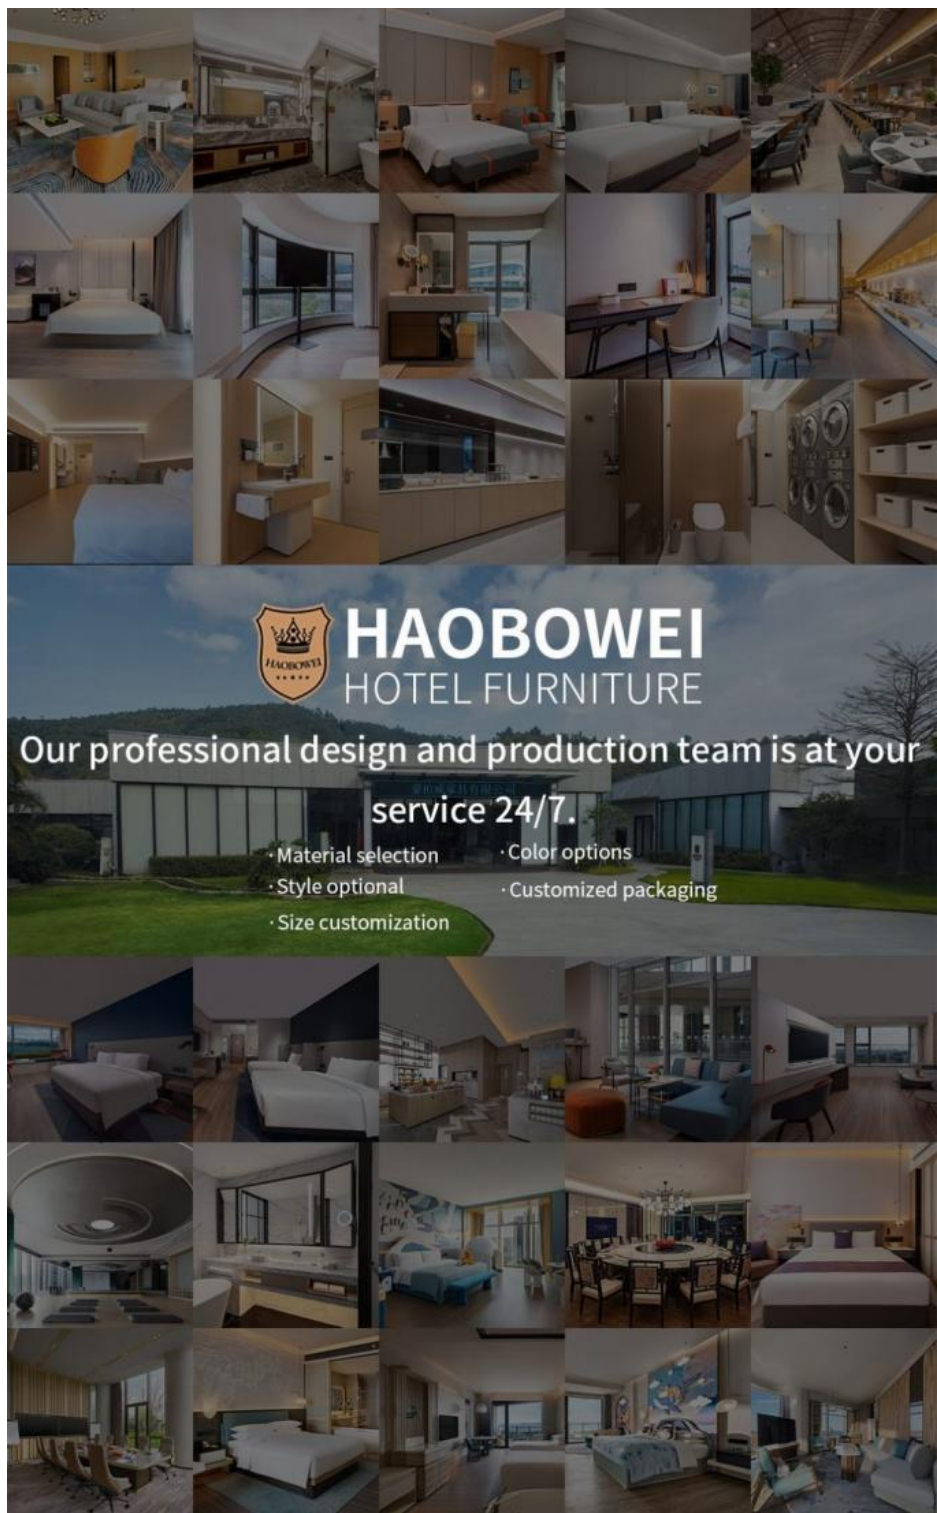 HAOBOWEI
HAOBOWEI
HOTEL FURNITURE
Our professional design and production team is at your
service 24/7.
·Material selection
·Color options
·Style optional
·Customized packaging
·Size customization